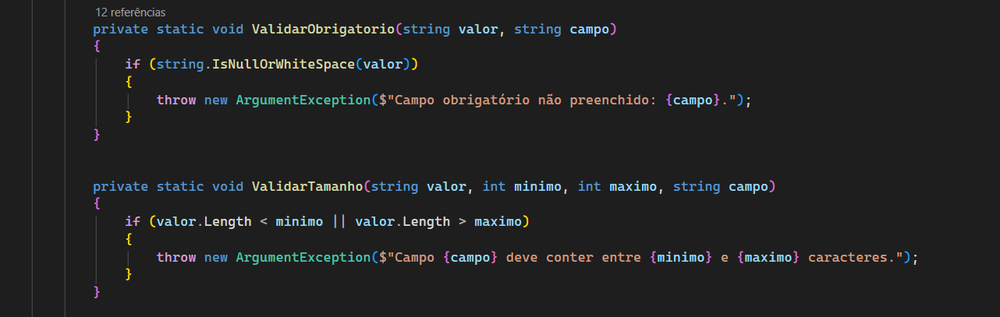 12 referências
private static void ValidarObrigatorio(string valor, string campo)
{
if (string.IsNullOrWhiteSpace(valor))
{
throw new ArgumentException($"Campo obrigatório não preenchido: {campo}.");
}
}
private static void ValidarTamanho(string valor, int minimo, int maximo, string campo)
{
if (valor.Length < minimo || valor.Length > maximo)
{
throw new ArgumentException($"Campo {campo} deve conter entre {minimo} e {maximo} caracteres.");
}
}